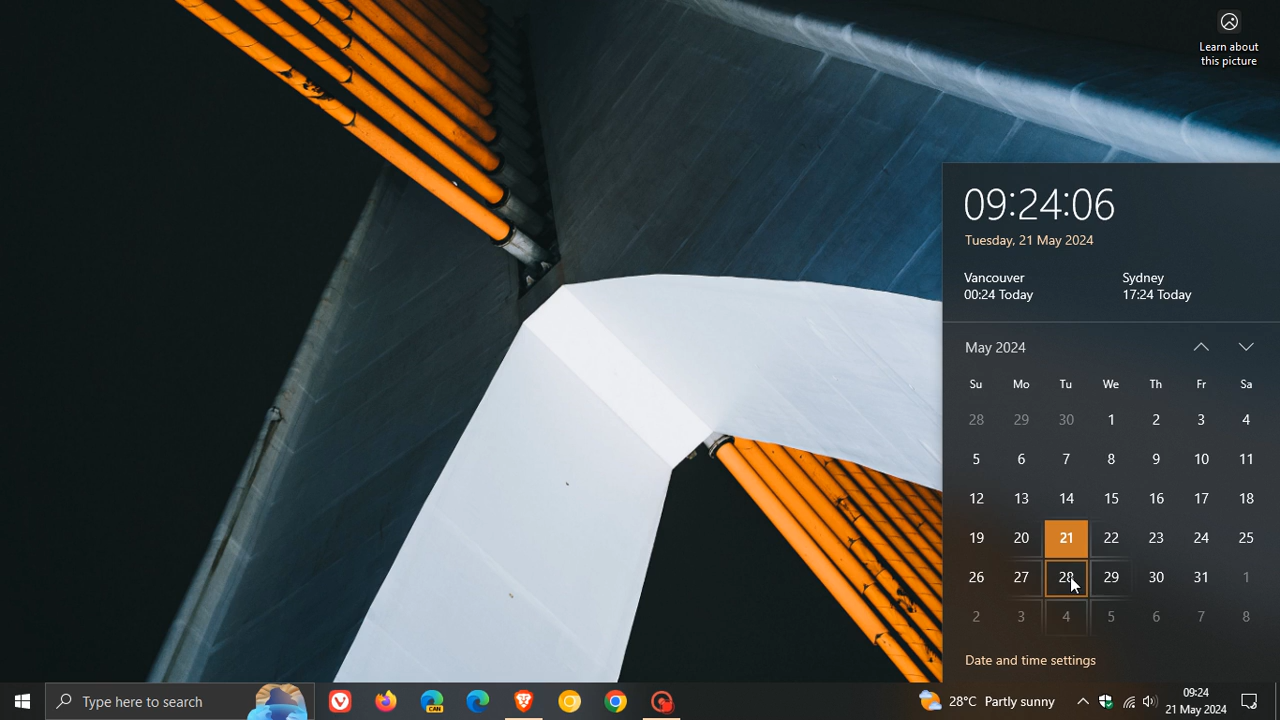 Learn about
this picture
09:24:06
Tuesday, 21 May 2024
Vancouver
00:24 Today
Sydney
17:24 Today
May 2024
Su Mo Tu We Th Fr Sa
28 29 30 1 2 3 4
5 6 7 8 9 10 11
12 13 14 15 16 17 18
19 20 21 22 23 24 25
26 27 28 29 30 31 1
2 3 4 5 6 7 8
Date and time settings
Type here to search
CAN
28°C Partly sunny
09:24
21 May 2024